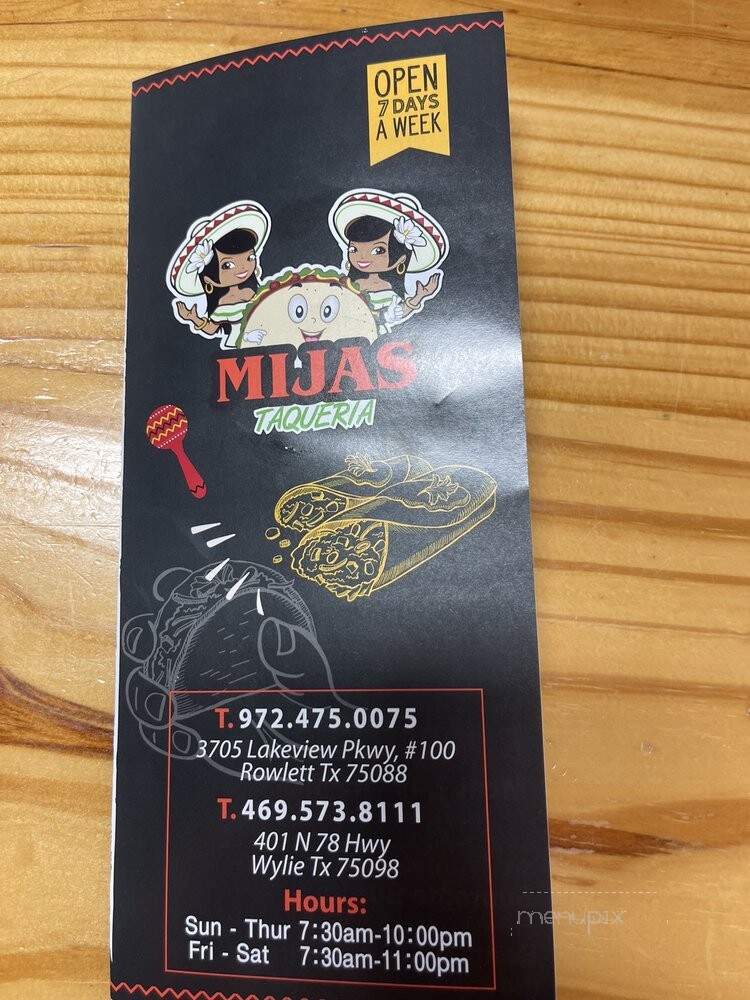 OPEN
7 DAYS
A WEEK
MIJAS
TAQUERIA
T. 972.475.0075
3705 Lakeview Pkwy, #100
Rowlett Tx 75088
T. 469.573.8111
401 N 78 Hwy
Wylie Tx 75098
Hours:
Sun - Thur 7:30am-10:00pm
Fri - Sat 7:30am-11:00pm
menupix